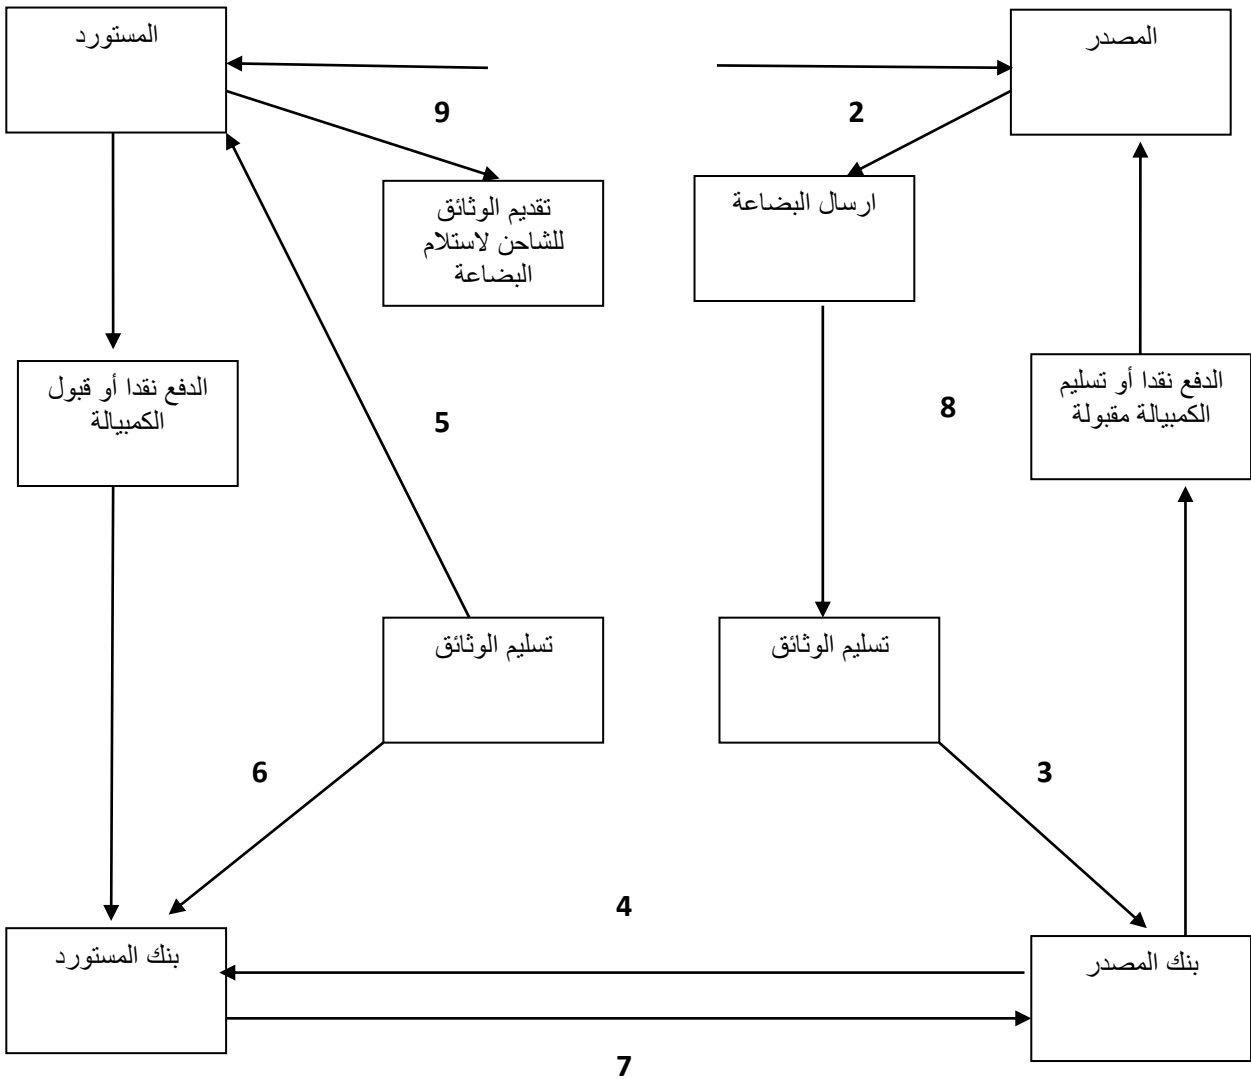 المصدر
المستورد
2
9
ارسال البضاعة
تقديم الوثائق
للشاحن لاستلام
البضاعة
الدفع نقدا أو تسليم
الكمبيالة مقبولة
الدفع نقدا أو قبول
الكمبيالة
8
5
تسليم الوثائق
تسليم الوثائق
3
6
4
بنك المصدر
بنك المستورد
7